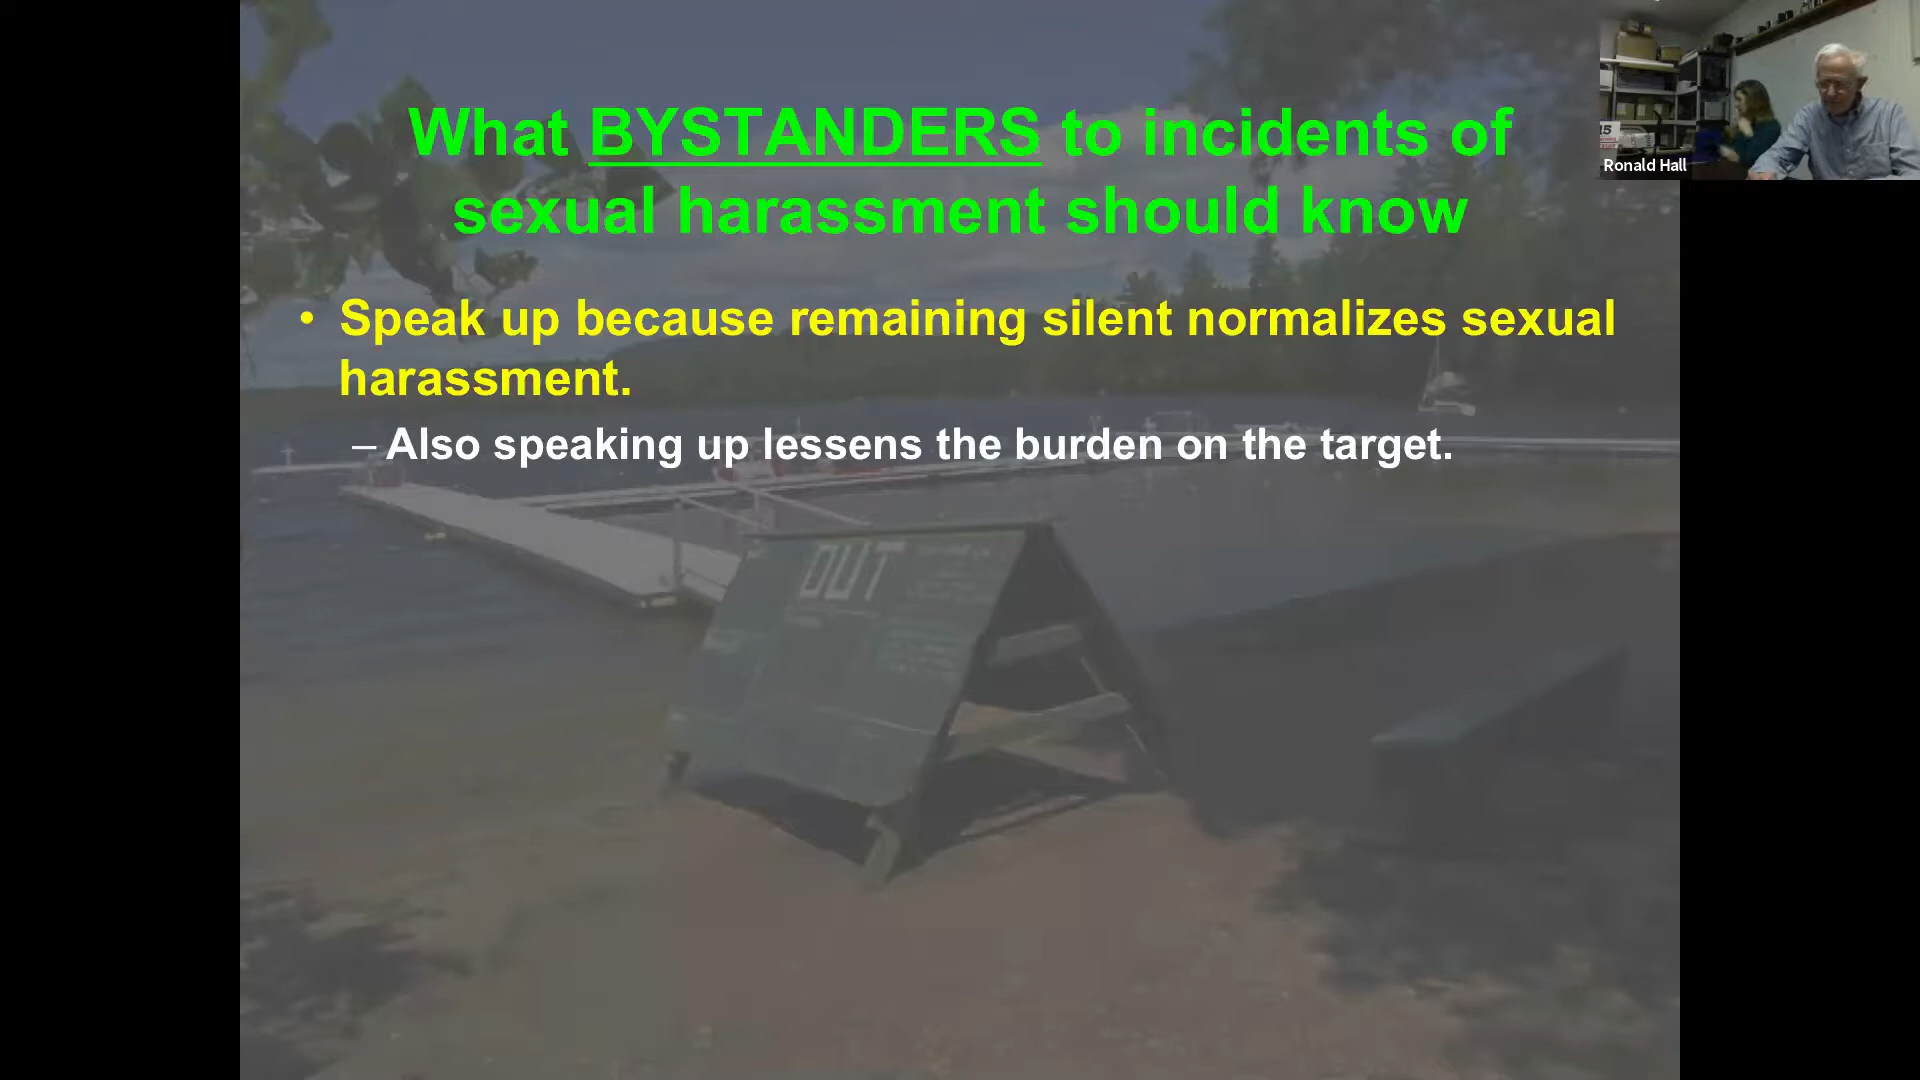 What BYSTANDERS to incidents of
sexual harassment should know
• Speak up because remaining silent normalizes sexual
harassment.
– Also speaking up lessens the burden on the target.
OUT
15
Ronald Hall